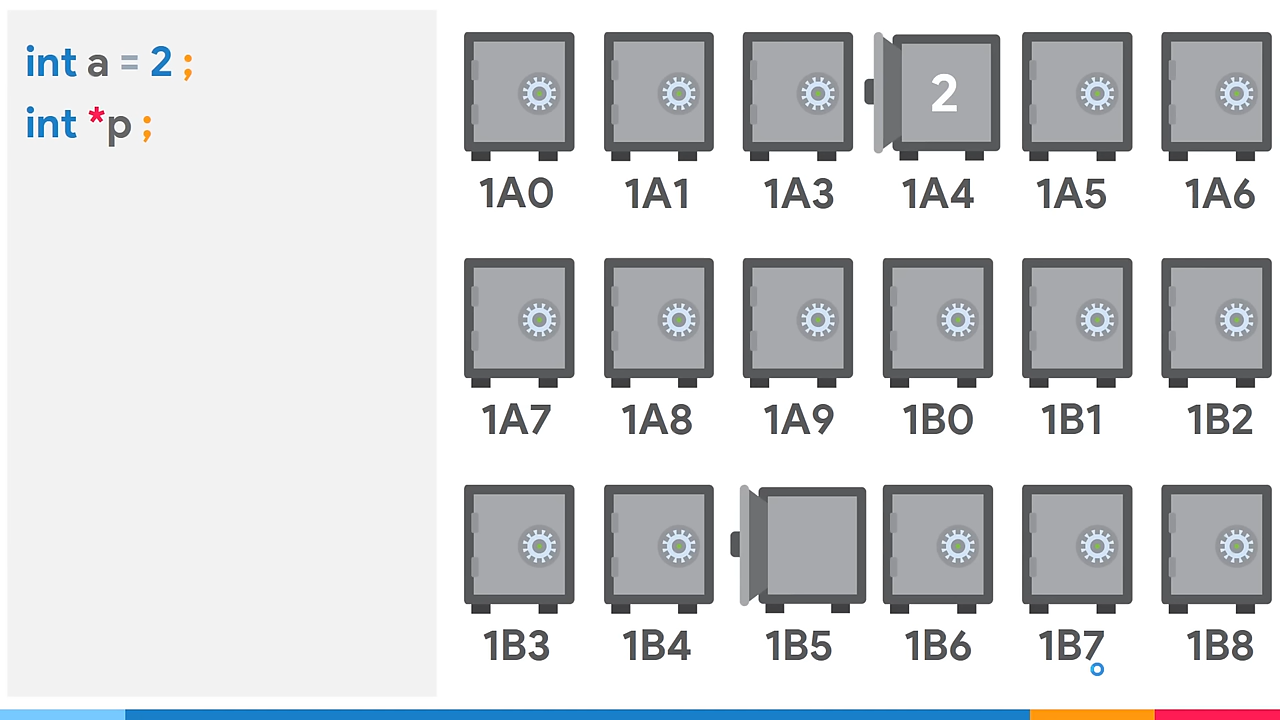 int a = 2 ;
int *p ;
2
1A0 1A1 1A3 1A4 1A5 1A6
1A7 1A8 1A9 1B0 1B1 1B2
1B3 1B4 1B5 1B6 1B7 1B8